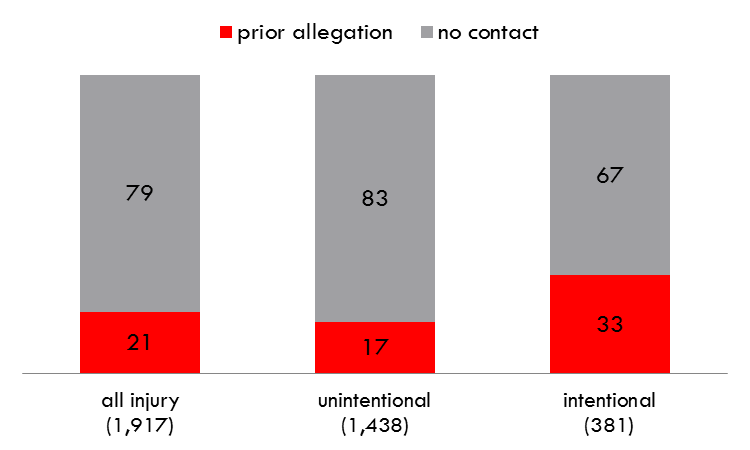 prior allegation no contact
79 83 67
21 17 33
all injury unintentional intentional
(1,917) (1,438) (381)